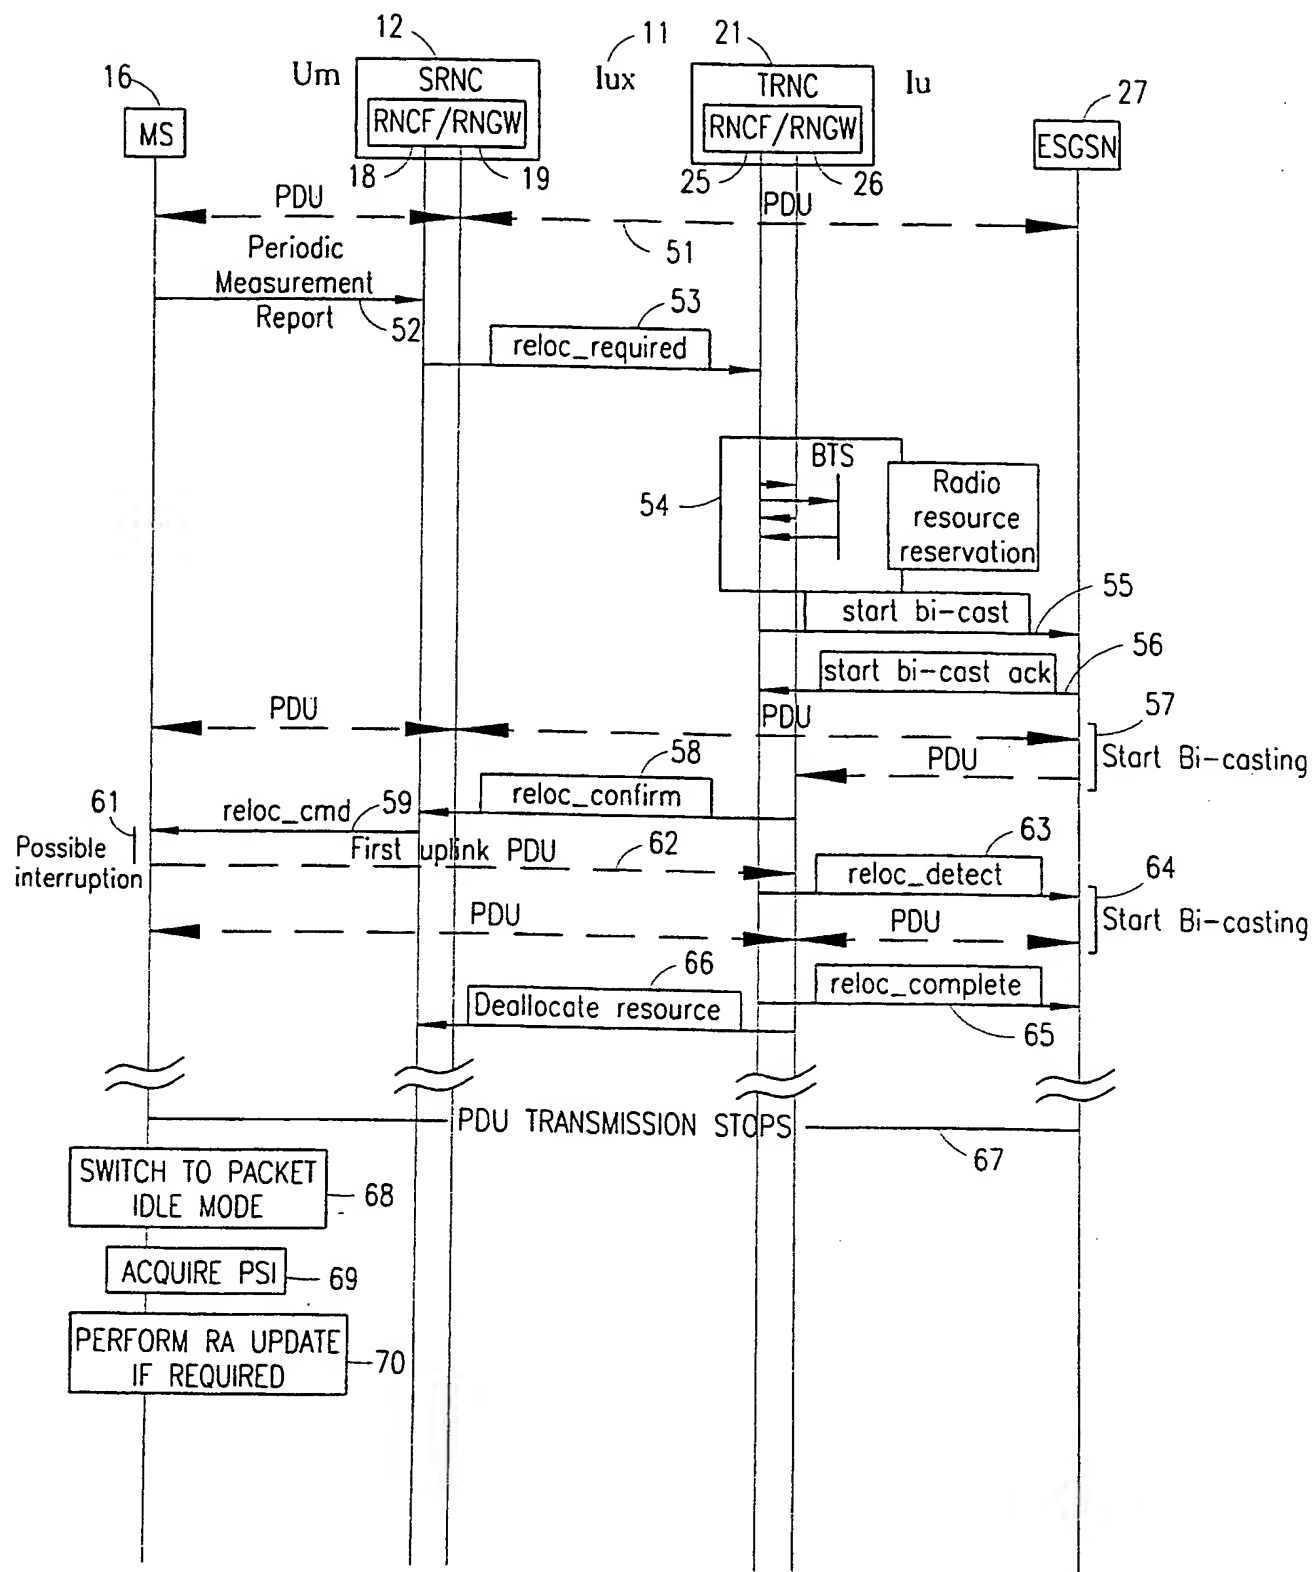 12
11
21
16
Um
SRNC
Iux
TRNC
Iu
27
MS
RNCF/RNGW
RNCF/RNGW
ESGSN
18
19
25
26
PDU
PDU
51
Periodic
Measurement
Report
52
53
reloc_required
BTS
54
Radio
resource
reservation
55
start bi-cast
56
start bi-cast ack
57
PDU
PDU
Start Bi-casting
PDU
58
reloc_confirm
61
reloc_cmd
59
Possible
interruption
First uplink PDU
62
63
reloc_detect
64
PDU
PDU
Start Bi-casting
66
reloc_complete
Deallocate resource
65
PDU TRANSMISSION STOPS
67
SWITCH TO PACKET
IDLE MODE
68
ACQUIRE PSI
69
PERFORM RA UPDATE
IF REQUIRED
70